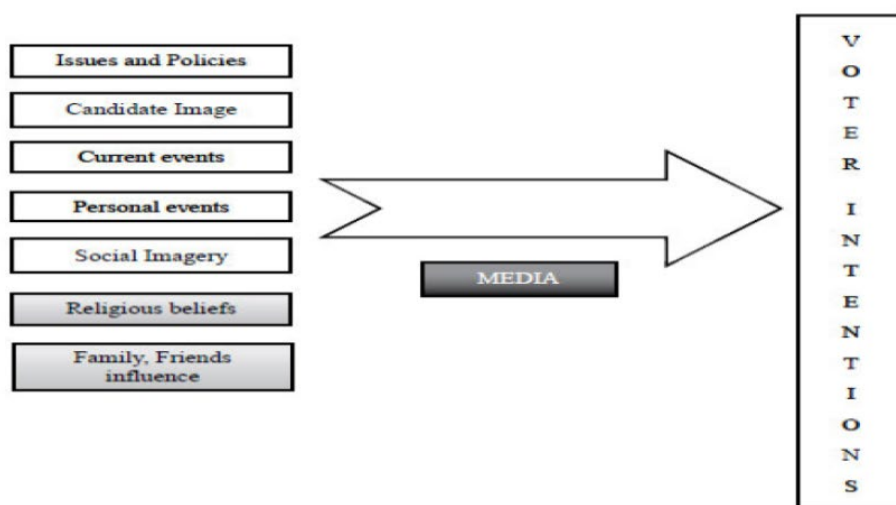 Issues and Policies
Candidate Image
Current events
Personal events
Social Imagery
Religious beliefs
Family, Friends
influence
MEDIA
V
O
T
E
R
I
N
T
E
N
T
I
O
N
S